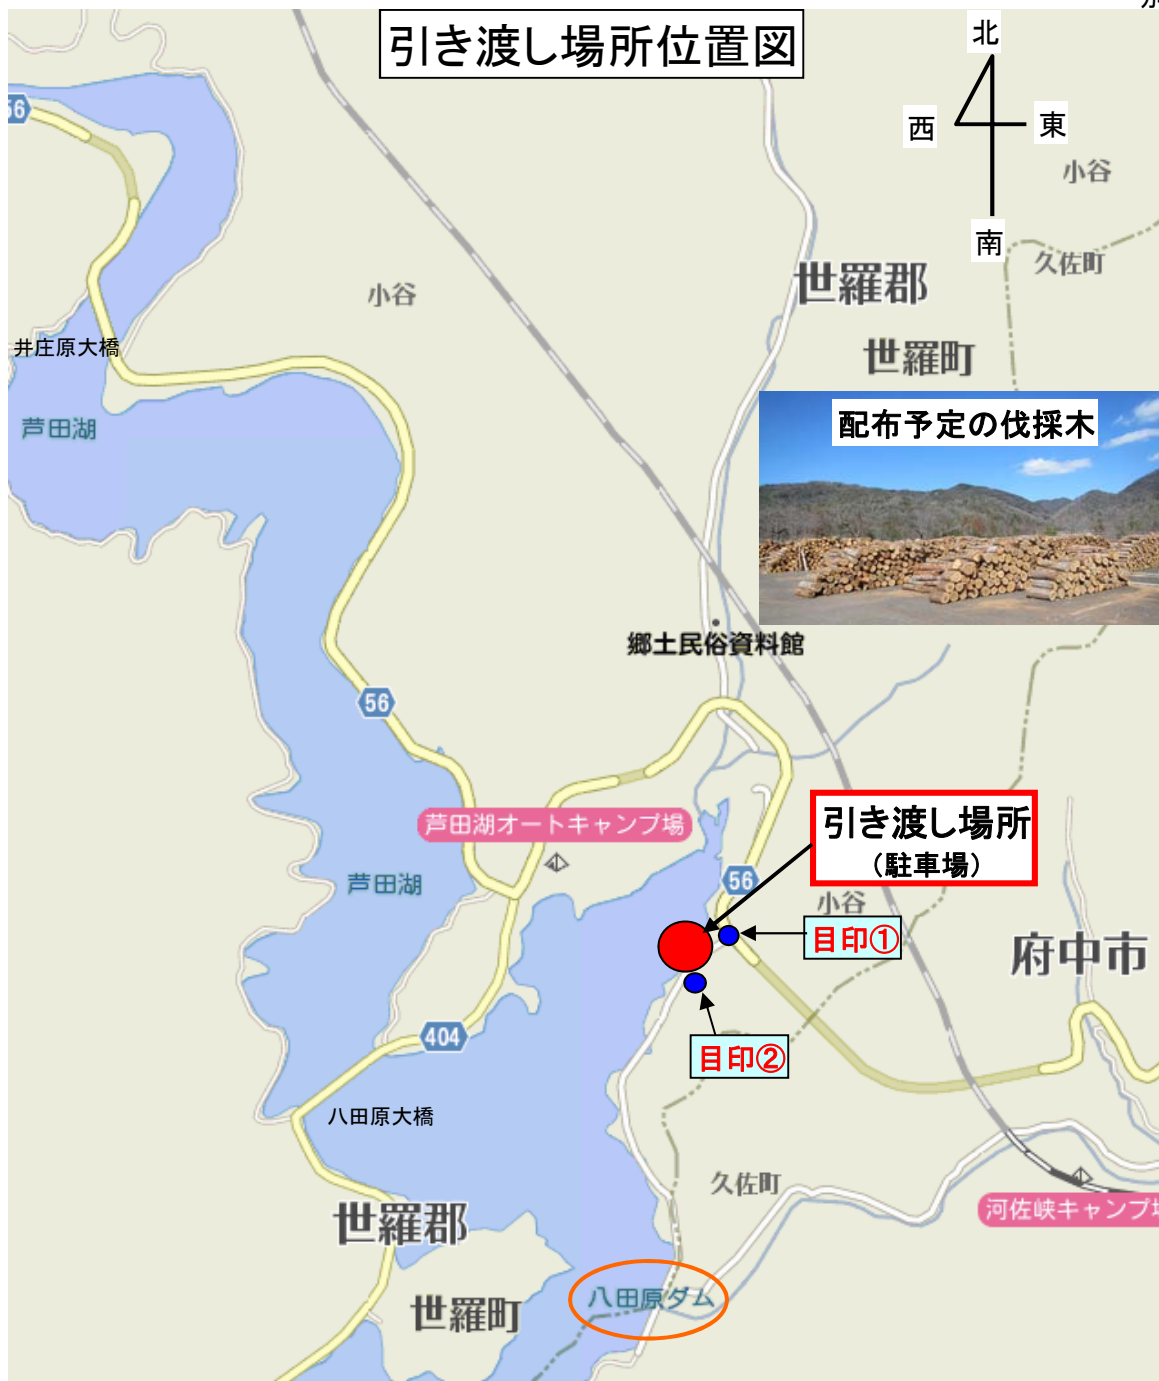 引き渡し場所位置図
北
西
東
南
56
小谷
久佐町
小谷
世羅郡
世羅町
井庄原大橋
芦田湖
配布予定の伐採木
郷土民俗資料館
56
芦田湖オートキャンプ場
引き渡し場所
（駐車場）
芦田湖
56
小谷
目印①
府中市
404
目印②
八田原大橋
久佐町
世羅郡
河佐峡キャンプ
八田原ダム
世羅町